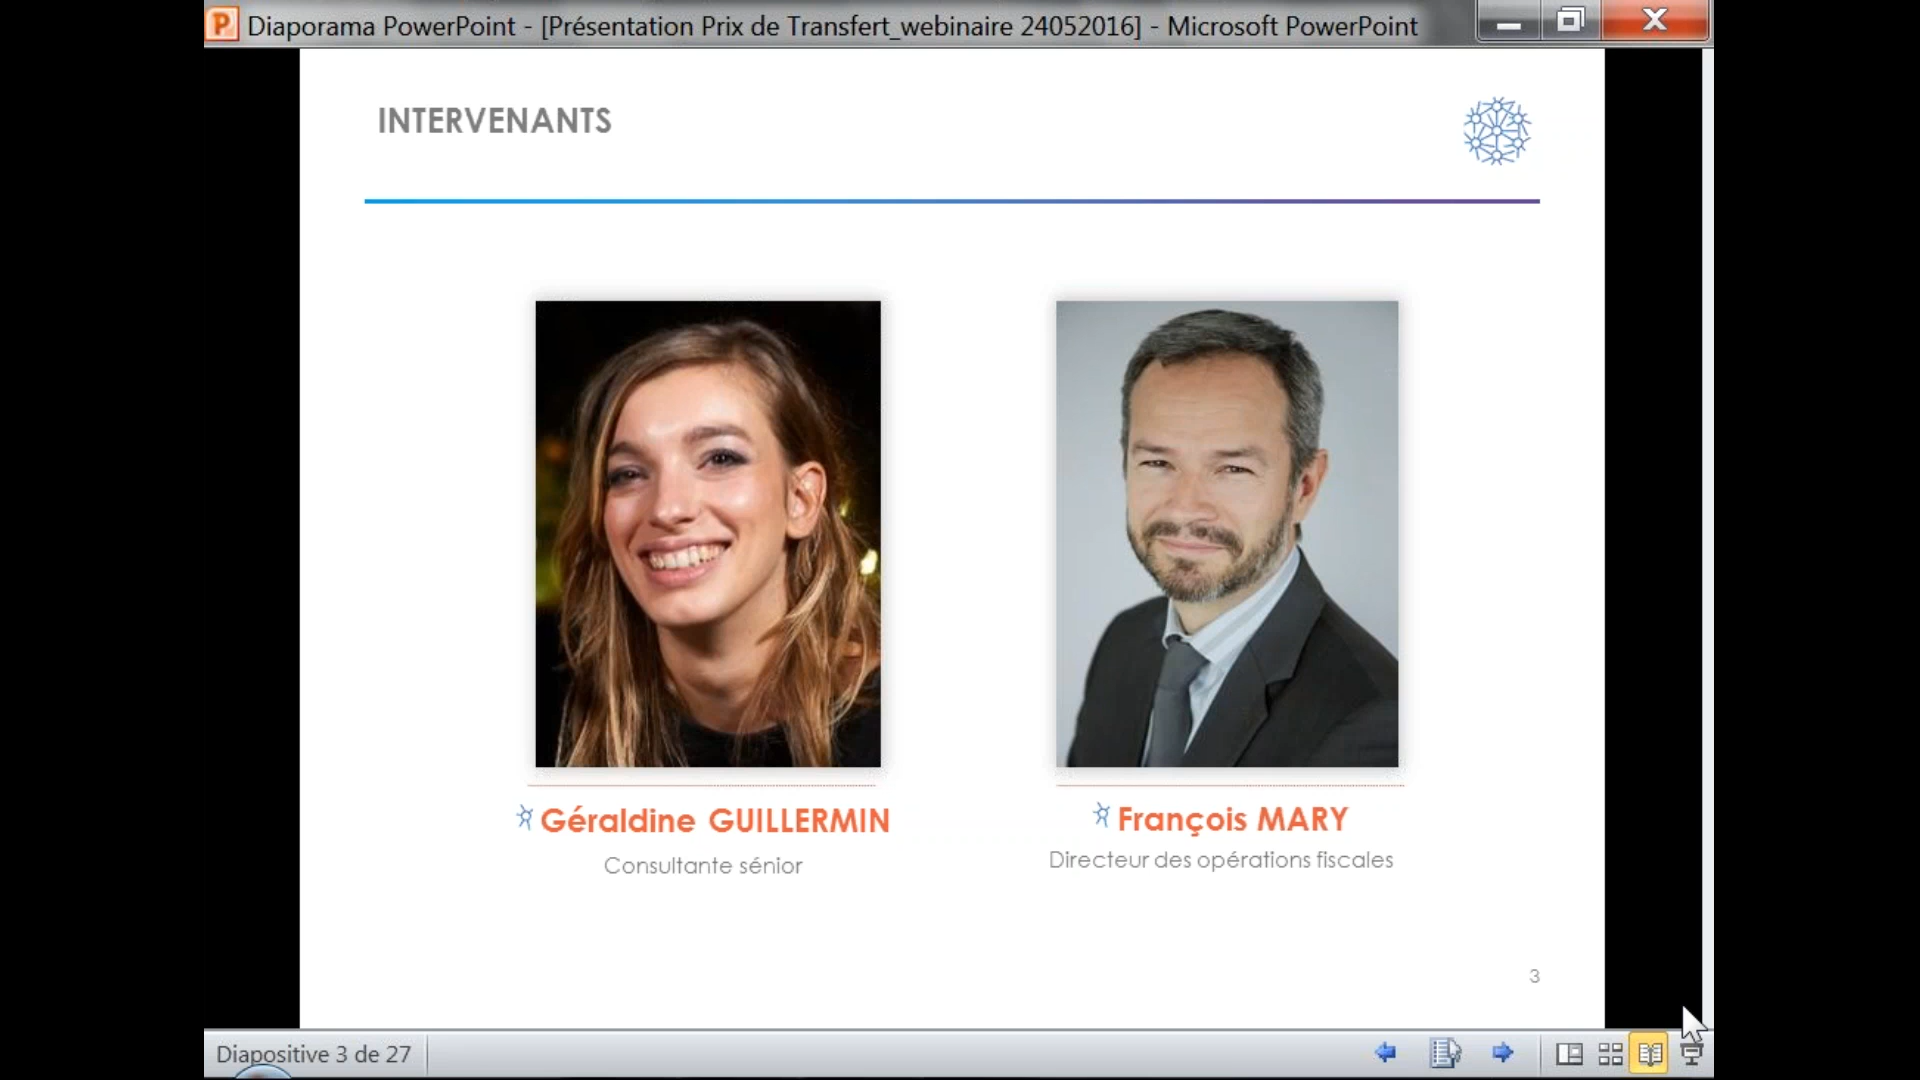 Diaporama PowerPoint - [Présentation Prix de Transfert_webinaire 24052016] - Microsoft PowerPoint
INTERVENANTS
Géraldine GUILLERMIN
Consultante sénior
François MARY
Directeur des opérations fiscales
3
Diapositive 3 de 27